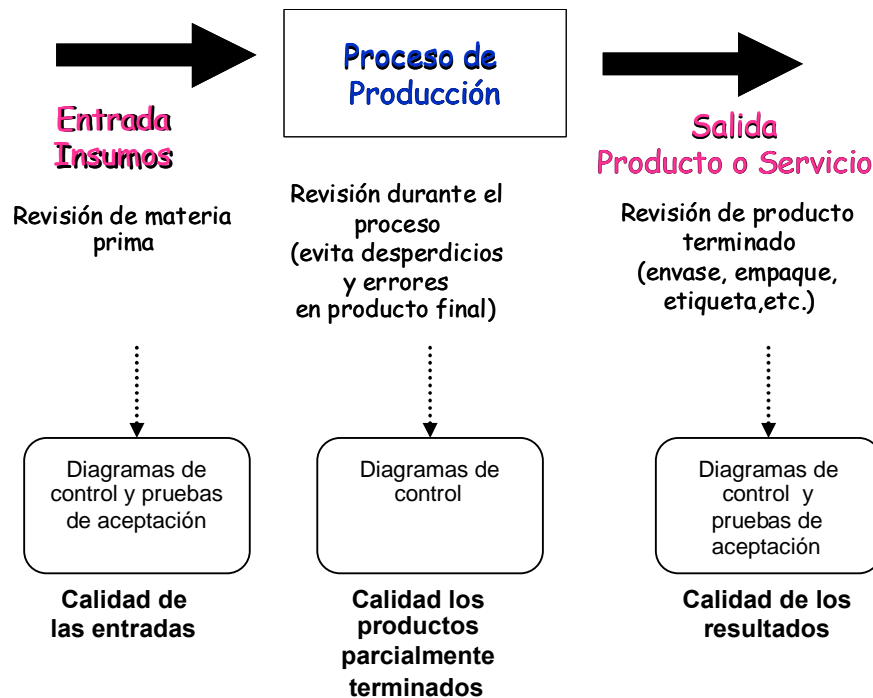 Entrada
Insumos
Revisión de materia
prima
Diagramas de
control y pruebas
de aceptación
Calidad de
las entradas
Proceso de
Producción
Revisión durante el
proceso
(evita desperdicios
y errores
en producto final)
Diagramas de
control
Calidad los
productos
parcialmente
terminados
Salida
Producto o Servicio
Revisión de producto
terminado
(envase, empaque,
etiqueta,etc.)
Diagramas de
control y
pruebas de
aceptación
Calidad de los
resultados